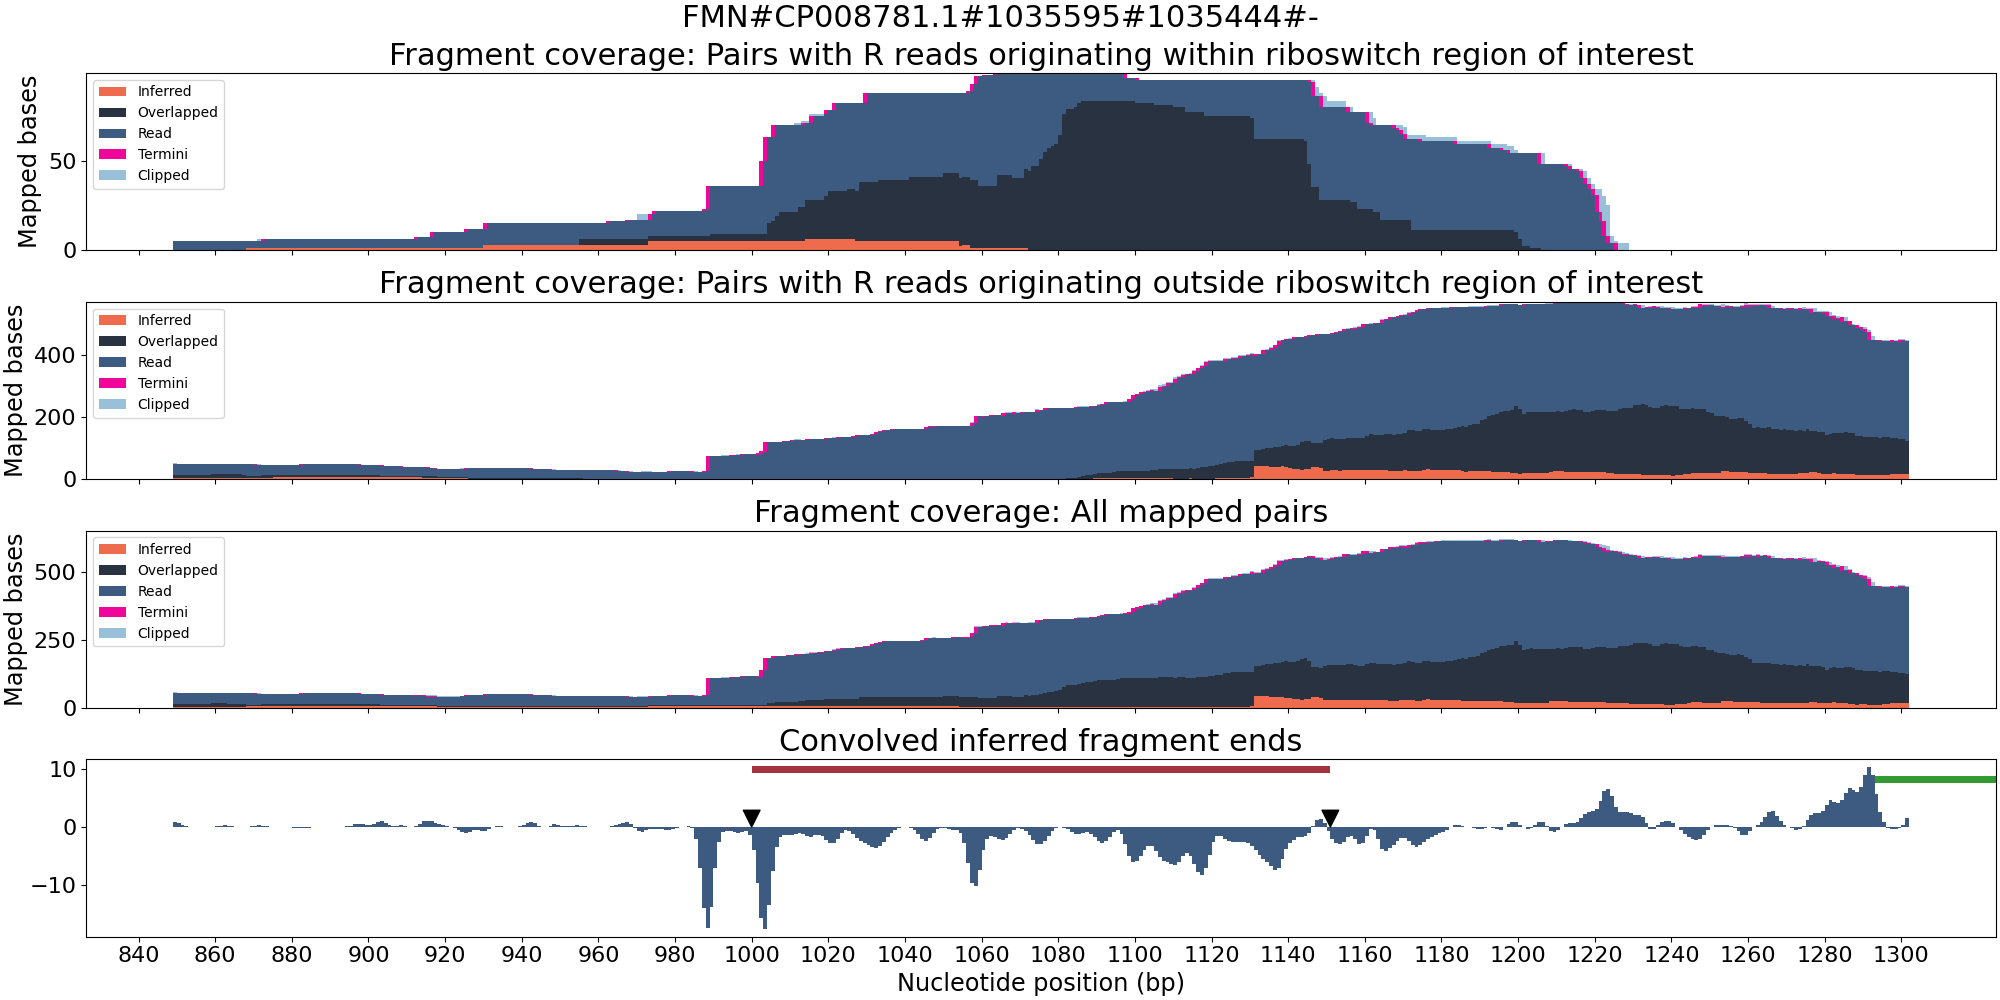 FMN#CP008781.1#1035595#1035444#-
Fragment coverage: Pairs with R reads originating within riboswitch region of interest
Mapped bases
50
0
Inferred
Overlapped
Read
Termini
Clipped
Fragment coverage: Pairs with R reads originating outside riboswitch region of interest
Mapped bases
400
200
0
Inferred
Overlapped
Read
Termini
Clipped
Fragment coverage: All mapped pairs
Mapped bases
500
250
0
Inferred
Overlapped
Read
Termini
Clipped
Convolved inferred fragment ends
10
0
−10
840 860 880 900 920 940 960 980 1000 1020 1040 1060 1080 1100 1120 1140 1160 1180 1200 1220 1240 1260 1280 1300
Nucleotide position (bp)